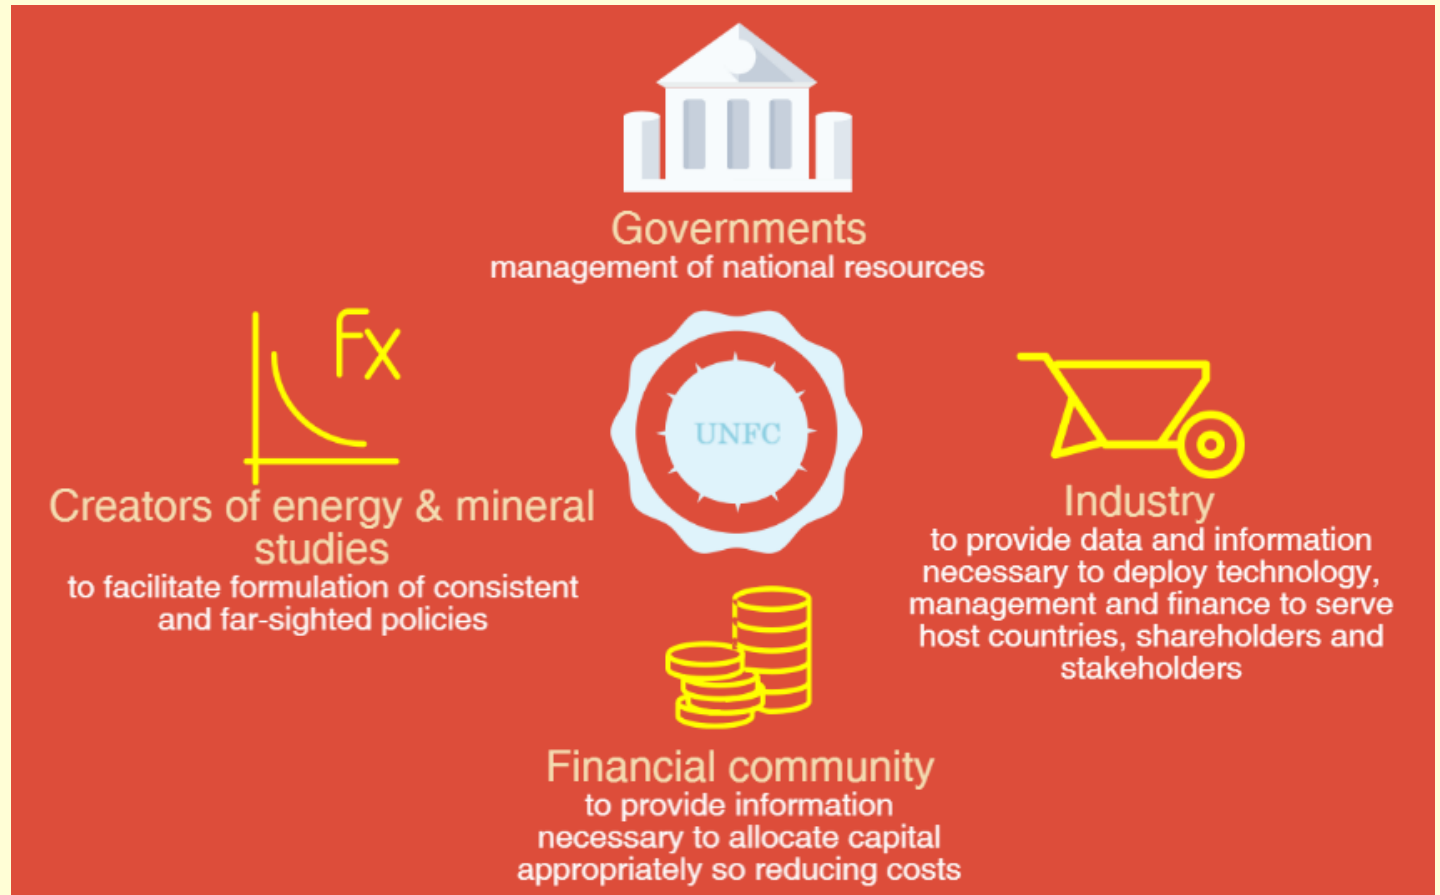 Governments
management of national resources
Fx
UNFC
Creators of energy & mineral
studies
to facilitate formulation of consistent
and far-sighted policies
Industry
to provide data and information
necessary to deploy technology,
management and finance to serve
host countries, shareholders and
stakeholders
Financial community
to provide information
necessary to allocate capital
appropriately so reducing costs